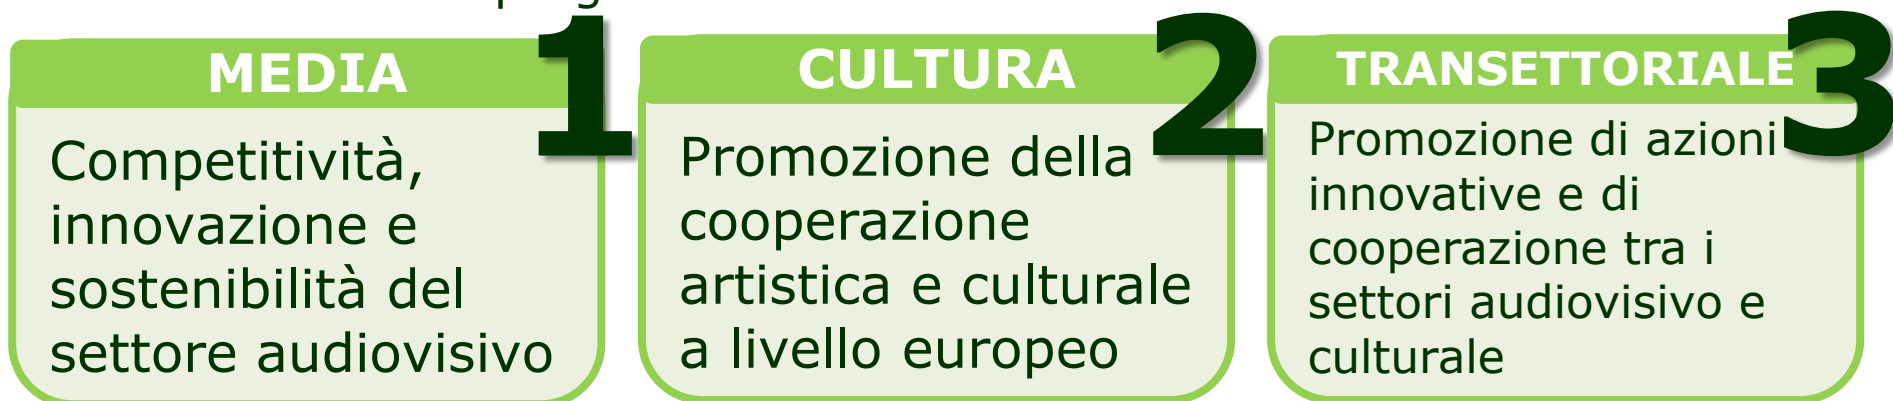 MEDIA
1
Competitività,
innovazione e
sostenibilità del
settore audiovisivo
CULTURA
2
Promozione della
cooperazione
artistica e culturale
a livello europeo
TRANSETTORIALE
3
Promozione di azioni
innovative e di
cooperazione tra i
settori audiovisivo e
culturale